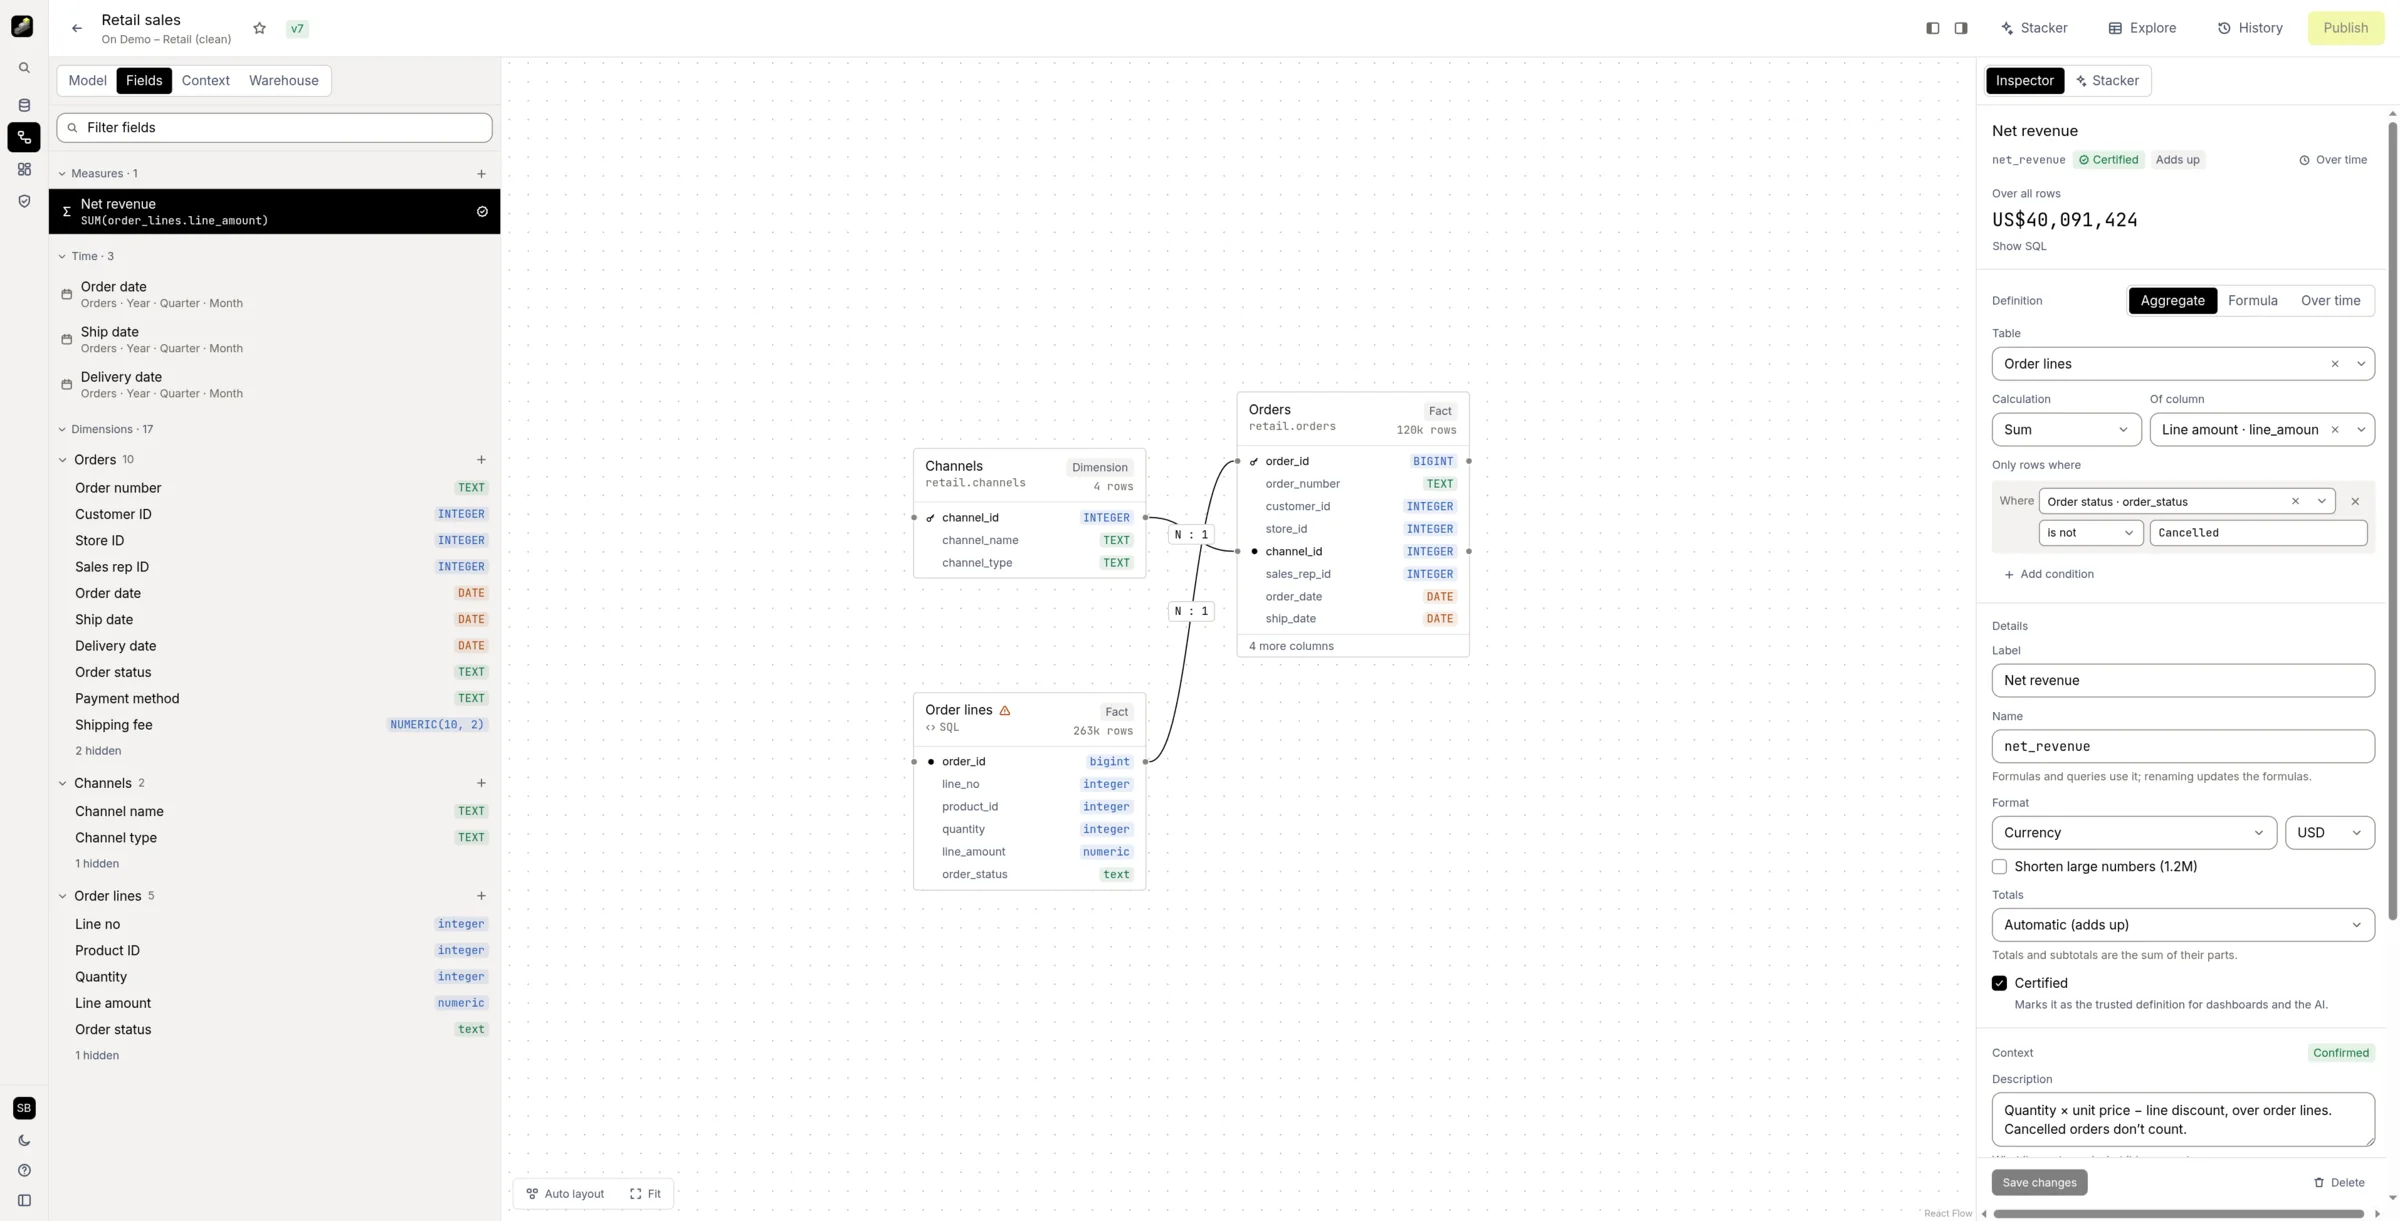 Retail sales
On Demo – Retail (clean)
v7
Stacker
Explore
History
Publish
Model
Fields
Context
Warehouse
Filter fields
Measures · 1
Net revenue
SUM(order_lines.line_amount)
Time · 3
Order date
Orders · Year · Quarter · Month
Ship date
Orders · Year · Quarter · Month
Delivery date
Orders · Year · Quarter · Month
Dimensions · 17
Orders 10
Order number TEXT
Customer ID INTEGER
Store ID INTEGER
Sales rep ID INTEGER
Order date DATE
Ship date DATE
Delivery date DATE
Order status TEXT
Payment method TEXT
Shipping fee NUMERIC(10, 2)
2 hidden
Channels 2
Channel name TEXT
Channel type TEXT
1 hidden
Order lines 5
Line no integer
Product ID integer
Quantity integer
Line amount numeric
Order status text
1 hidden
SB
Channels Dimension
retail.channels 4 rows
channel_id INTEGER
channel_name TEXT
channel_type TEXT
N : 1
N : 1
Orders Fact
retail.orders 120k rows
order_id BIGINT
order_number TEXT
customer_id INTEGER
store_id INTEGER
channel_id INTEGER
sales_rep_id INTEGER
order_date DATE
ship_date DATE
4 more columns
Order lines Fact
<> SQL 263k rows
order_id bigint
line_no integer
product_id integer
quantity integer
line_amount numeric
order_status text
Auto layout
Fit
React Flow
Inspector
Stacker
Net revenue
net_revenue Certified Adds up Over time
Over all rows
US$40,091,424
Show SQL
Definition Aggregate Formula Over time
Table
Order lines
Calculation Of column
Sum Line amount · line_amoun
Only rows where
Where Order status · order_status
is not Cancelled
Add condition
Details
Label
Net revenue
Name
net_revenue
Formulas and queries use it; renaming updates the formulas.
Format
Currency USD
Shorten large numbers (1.2M)
Totals
Automatic (adds up)
Totals and subtotals are the sum of their parts.
Certified
Marks it as the trusted definition for dashboards and the AI.
Context Confirmed
Description
Quantity × unit price − line discount, over order lines.
Cancelled orders don't count.
Save changes
Delete